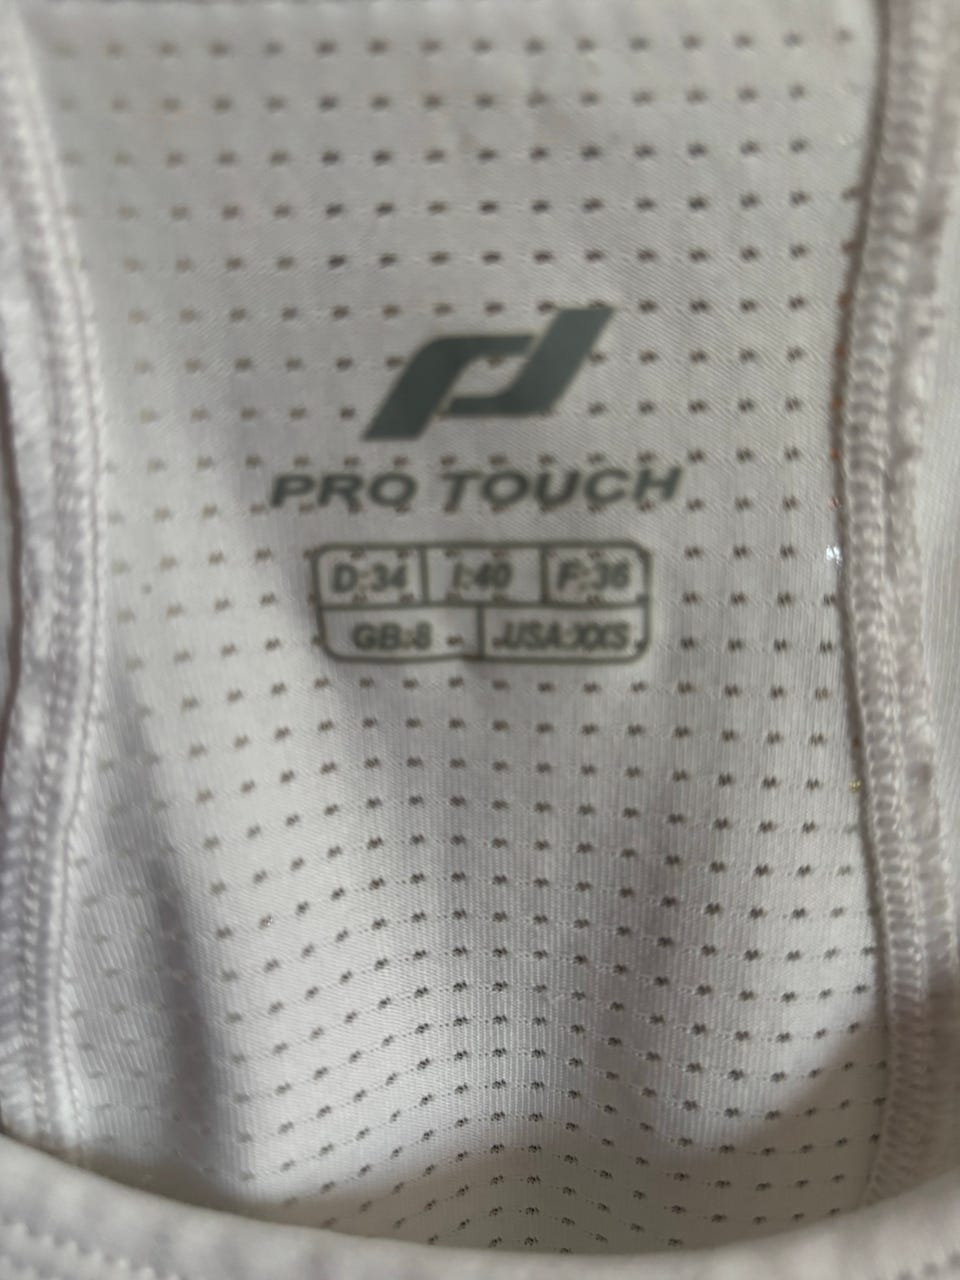 PRO TOUCH
D:34 I:40 F:36
GB:8 USA:XXS